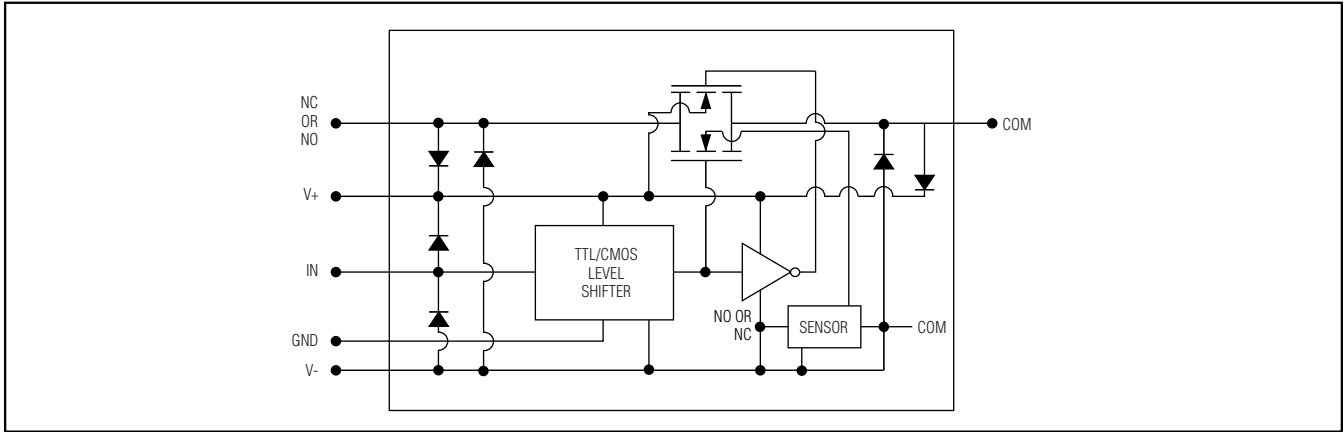 NC
OR
NO
COM
V+
IN
TTL/CMOS
LEVEL
SHIFTER
NO OR
NC
SENSOR
COM
GND
V-